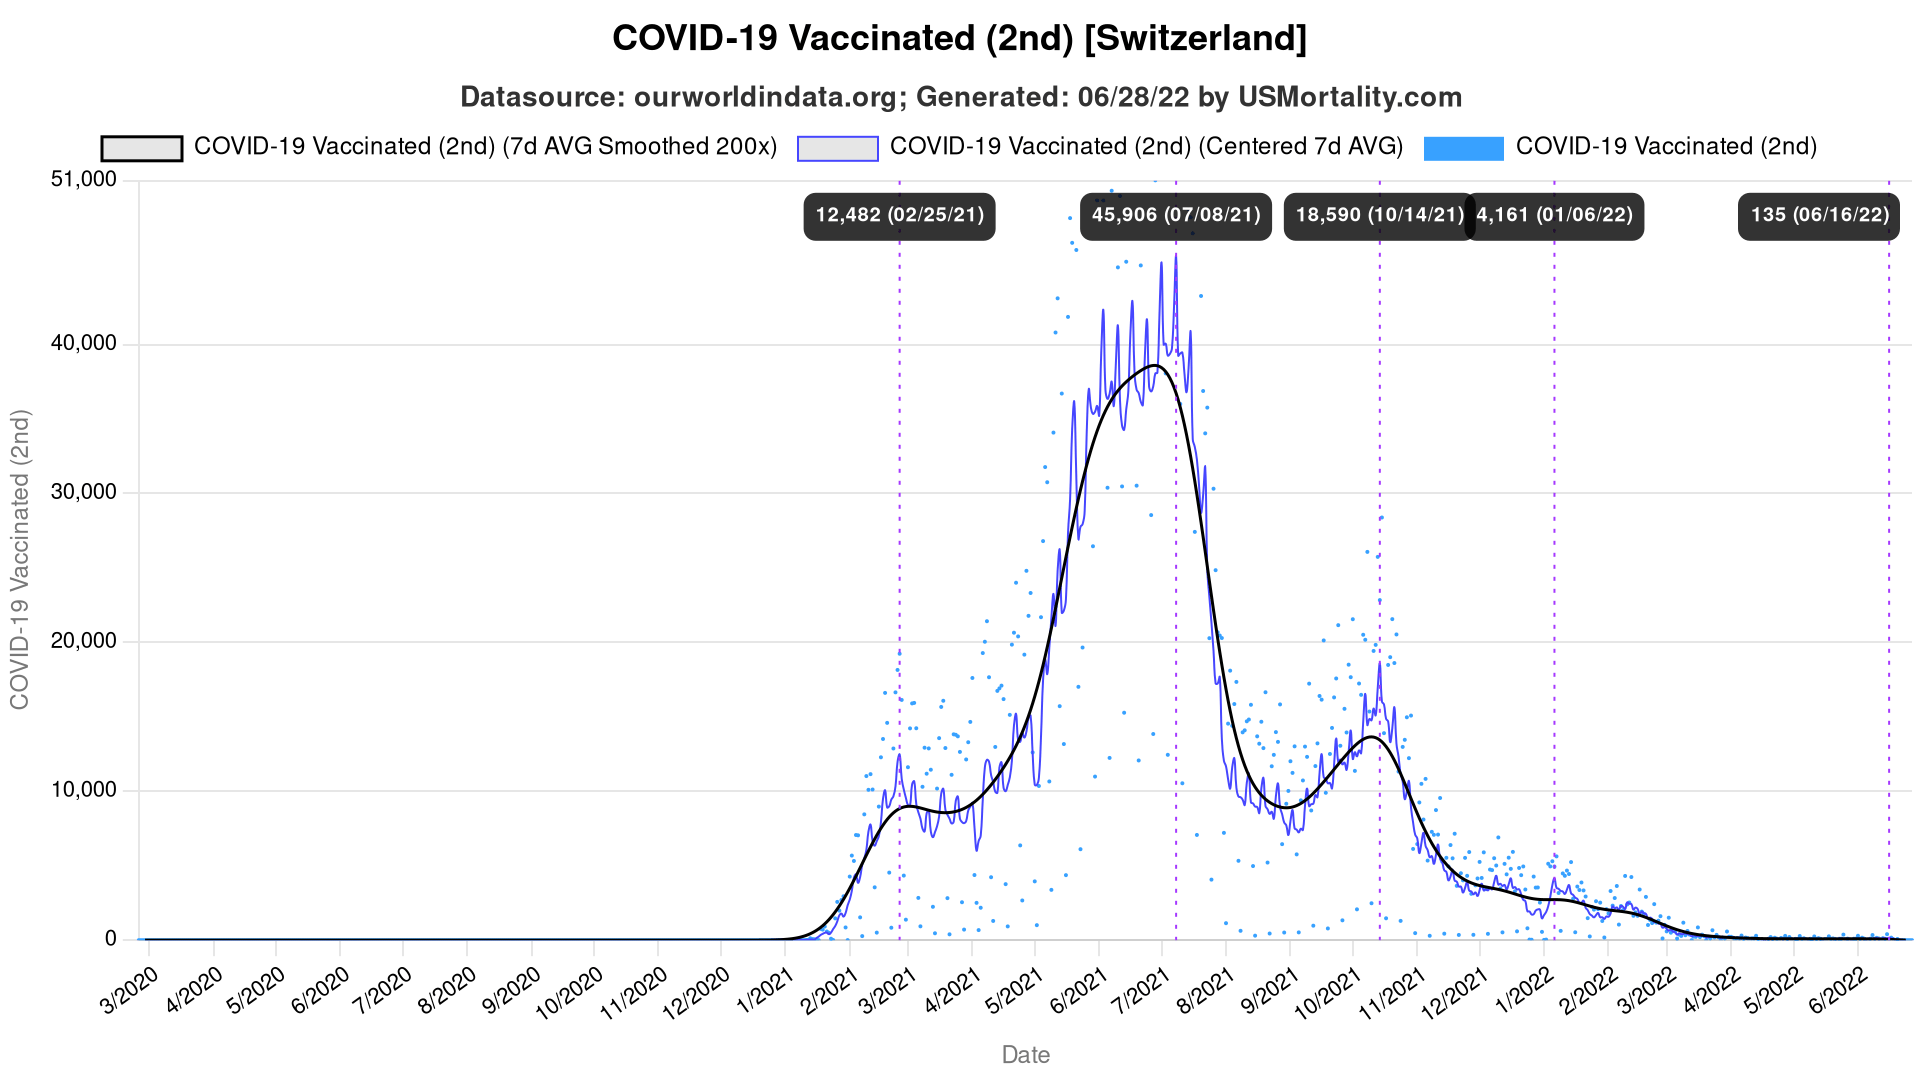 COVID-19 Vaccinated (2nd) [Switzerland]
Datasource: ourworldindata.org; Generated: 06/28/22 by USMortality.com
COVID-19 Vaccinated (2nd) (7d AVG Smoothed 200x) COVID-19 Vaccinated (2nd) (Centered 7d AVG) COVID-19 Vaccinated (2nd)
51,000
12,482 (02/25/21) 45,906 (07/08/21) 18,590 (10/14/21) 4,161 (01/06/22) 135 (06/16/22)
40,000
30,000
20,000
10,000
0
COVID-19 Vaccinated (2nd)
3/2020 4/2020 5/2020 6/2020 7/2020 8/2020 9/2020 10/2020 11/2020 12/2020 1/2021 2/2021 3/2021 4/2021 5/2021 6/2021 7/2021 8/2021 9/2021 10/2021 11/2021 12/2021 1/2022 2/2022 3/2022 4/2022 5/2022 6/2022
Date